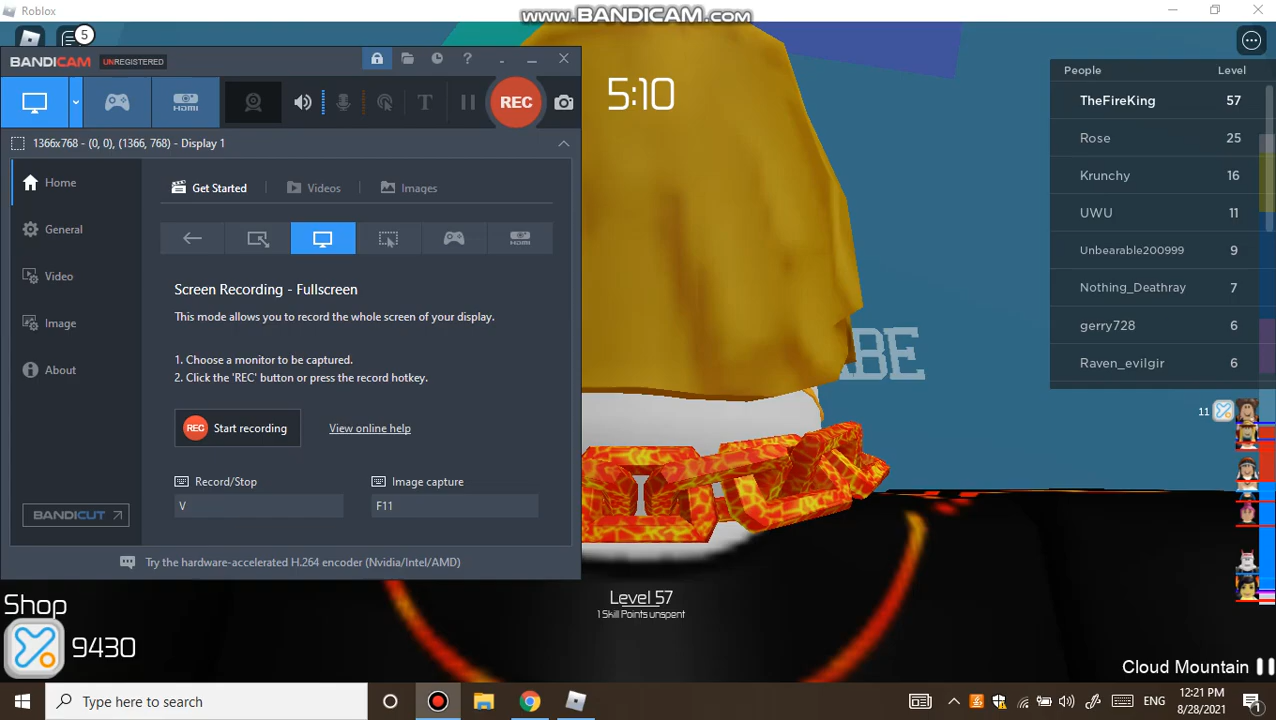 Roblox
www.BANDICAM.com
5
BANDICAM UNREGISTERED
?
HDMI
T
REC
5:10
1366x768 - (0, 0), (1366, 768) - Display 1
Home
General
Video
Image
About
BANDICUT
Get Started
Videos
Images
HDMI
Screen Recording - Fullscreen
This mode allows you to record the whole screen of your display.
1. Choose a monitor to be captured.
2. Click the 'REC' button or press the record hotkey.
REC Start recording
View online help
Record/Stop
Image capture
V
F11
Try the hardware-accelerated H.264 encoder (Nvidia/Intel/AMD)
BE
People Level
TheFireKing 57
Rose 25
Krunchy 16
UWU 11
Unbearable200999 9
Nothing_Deathray 7
gerry728 6
Raven_evilgir 6
11
Level 57
1 Skill Points unspent
Shop
9430
Cloud Mountain
Type here to search
ENG
12:21 PM
8/28/2021
1